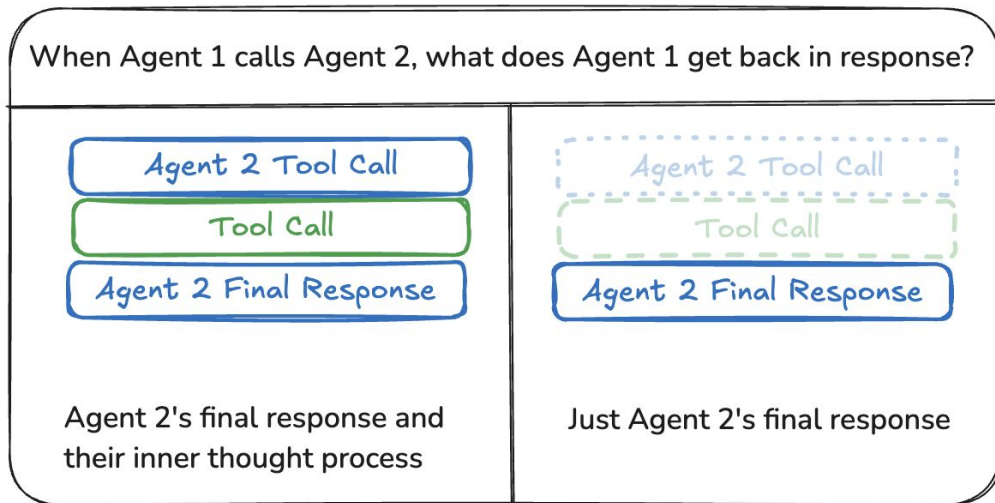 When Agent 1 calls Agent 2, what does Agent 1 get back in response?
Agent 2 Tool Call
Tool Call
Agent 2 Final Response
Agent 2's final response and
their inner thought process
Agent 2 Tool Call
Tool Call
Agent 2 Final Response
Just Agent 2's final response